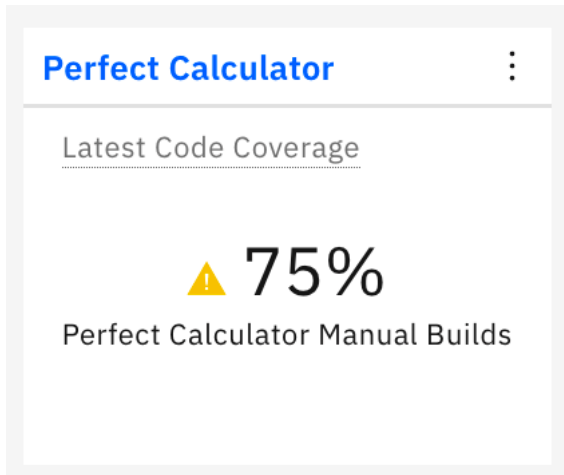 Perfect Calculator
Latest Code Coverage
75%
Perfect Calculator Manual Builds